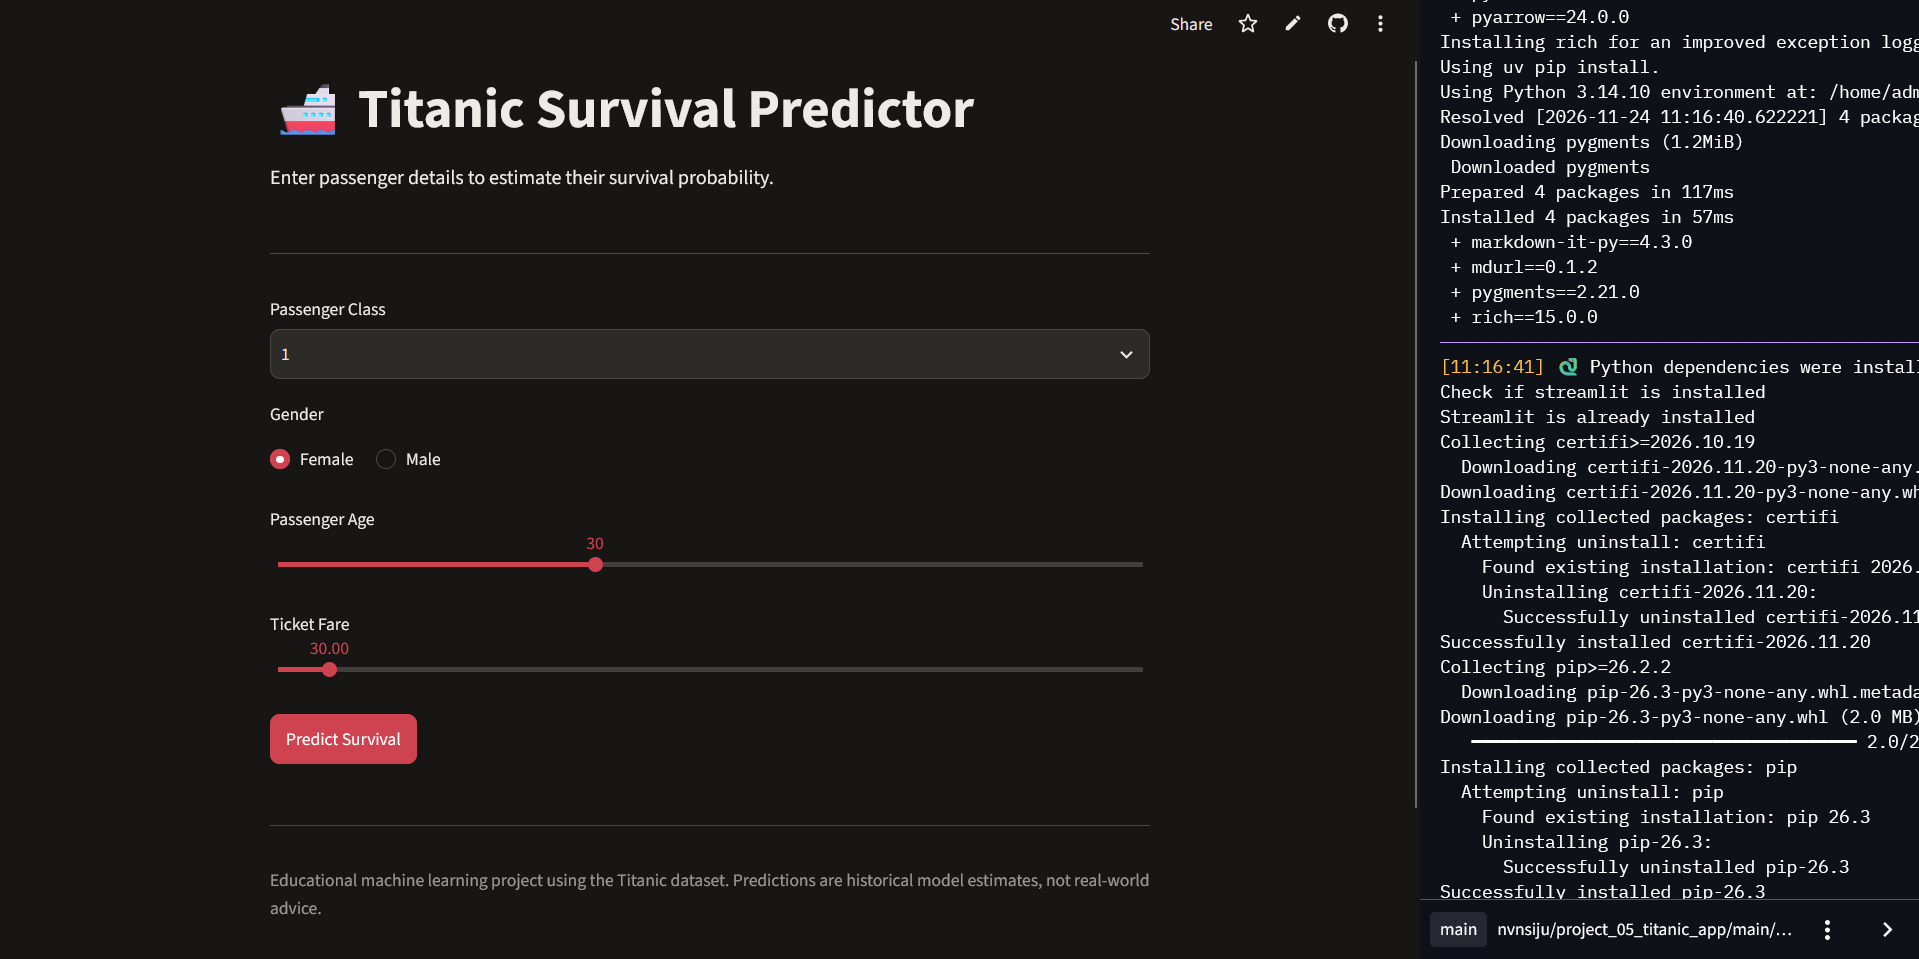 Share
Titanic Survival Predictor
Enter passenger details to estimate their survival probability.
Passenger Class
1
Gender
Female Male
Passenger Age
30
Ticket Fare
30.00
Predict Survival
Educational machine learning project using the Titanic dataset. Predictions are historical model estimates, not real-world
advice.
+ pyarrow==24.0.0
Installing rich for an improved exception logg
Using uv pip install.
Using Python 3.14.10 environment at: /home/adm
Resolved [2026-11-24 11:16:40.622221] 4 packag
Downloading pygments (1.2MiB)
Downloaded pygments
Prepared 4 packages in 117ms
Installed 4 packages in 57ms
+ markdown-it-py==4.3.0
+ mdurl==0.1.2
+ pygments==2.21.0
+ rich==15.0.0
[11:16:41] Python dependencies were instal
Check if streamlit is installed
Streamlit is already installed
Collecting certifi>=2026.10.19
Downloading certifi-2026.11.20-py3-none-any.
Downloading certifi-2026.11.20-py3-none-any.wh
Installing collected packages: certifi
Attempting uninstall: certifi
Found existing installation: certifi 2026.
Uninstalling certifi-2026.11.20:
Successfully uninstalled certifi-2026.11
Successfully installed certifi-2026.11.20
Collecting pip>=26.2.2
Downloading pip-26.3-py3-none-any.whl.metada
Downloading pip-26.3-py3-none-any.whl (2.0 MB)
2.0/2
Installing collected packages: pip
Attempting uninstall: pip
Found existing installation: pip 26.3
Uninstalling pip-26.3:
Successfully uninstalled pip-26.3
Successfully installed pip-26.3
main nvnsiju/project_05_titanic_app/main/…